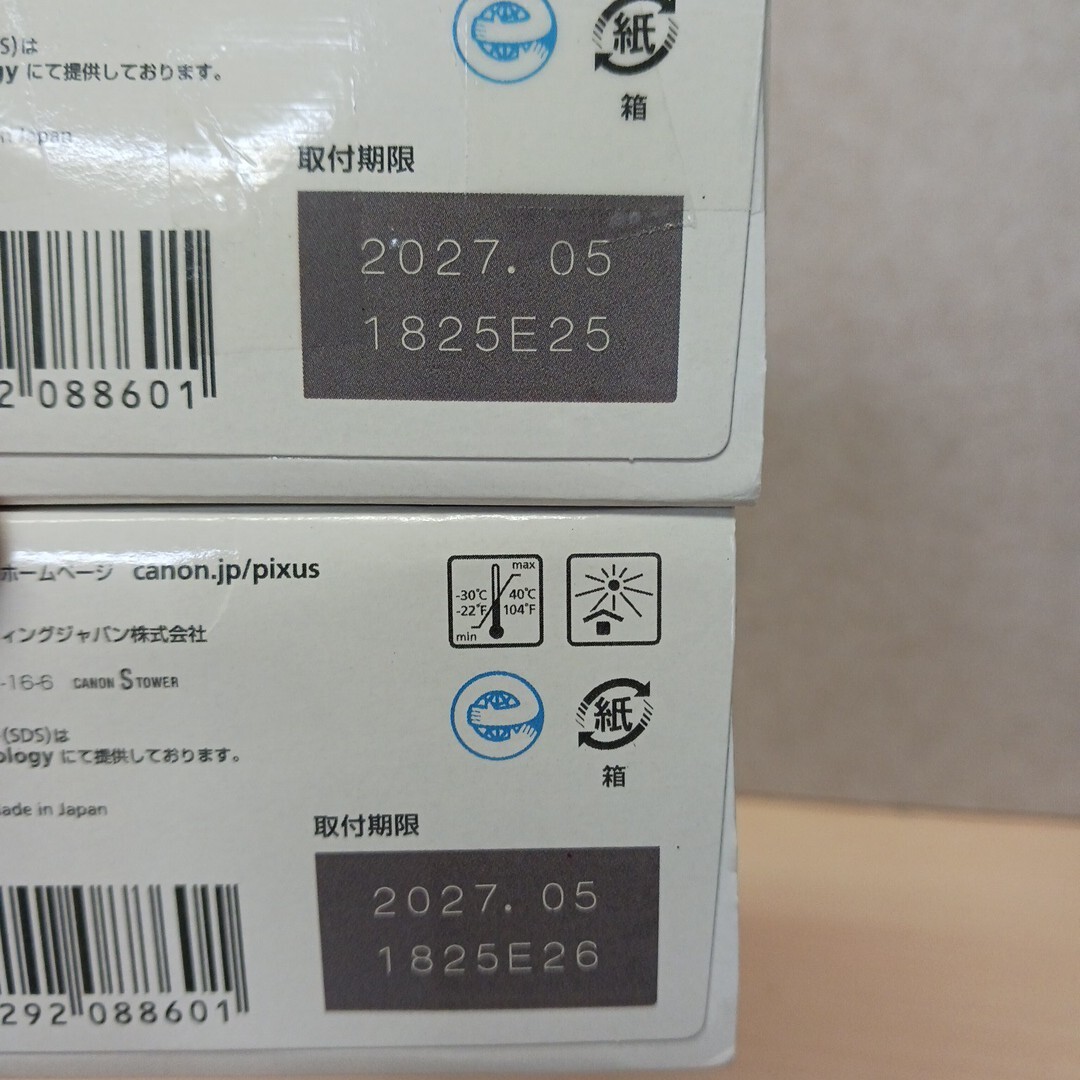 S)は
gy にて提供しております。
n Japan
紙
箱
取付期限
2027. 05
1825E25
2 088601
ホームページ canon.jp/pixus
max
-30℃ 40℃
-22°F 104°F
min
ィングジャパン株式会社
-16-6 CANON S TOWER
(SDS)は
ology にて提供しております。
ade in Japan
紙
箱
取付期限
2027. 05
1825E26
292 088601